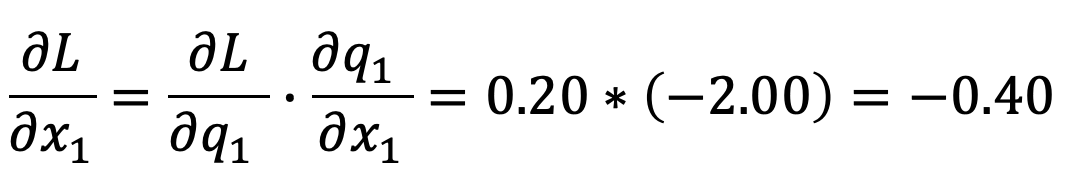 ∂L/∂x₁ = ∂L/∂q₁ · ∂q₁/∂x₁ = 0.20 * (−2.00) = −0.40